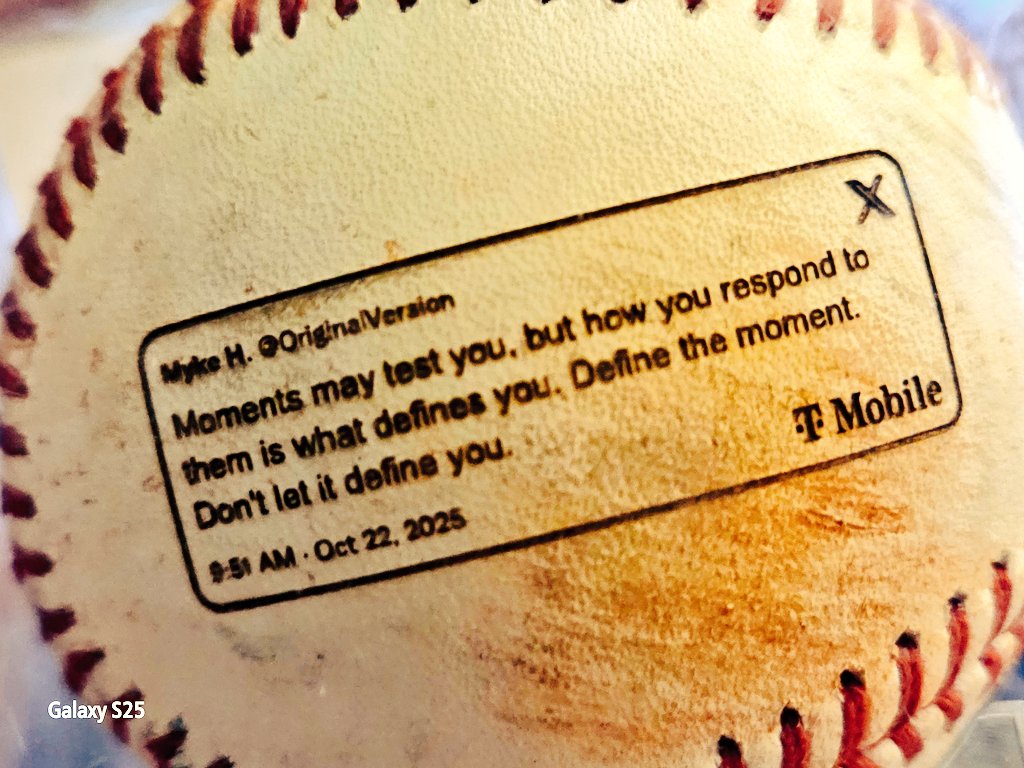 X
Myke H. @OriginalVersion
Moments may test you, but how you respond to
them is what defines you. Define the moment.
Don't let it define you.
T Mobile
9:51 AM · Oct 22, 2025
Galaxy S25